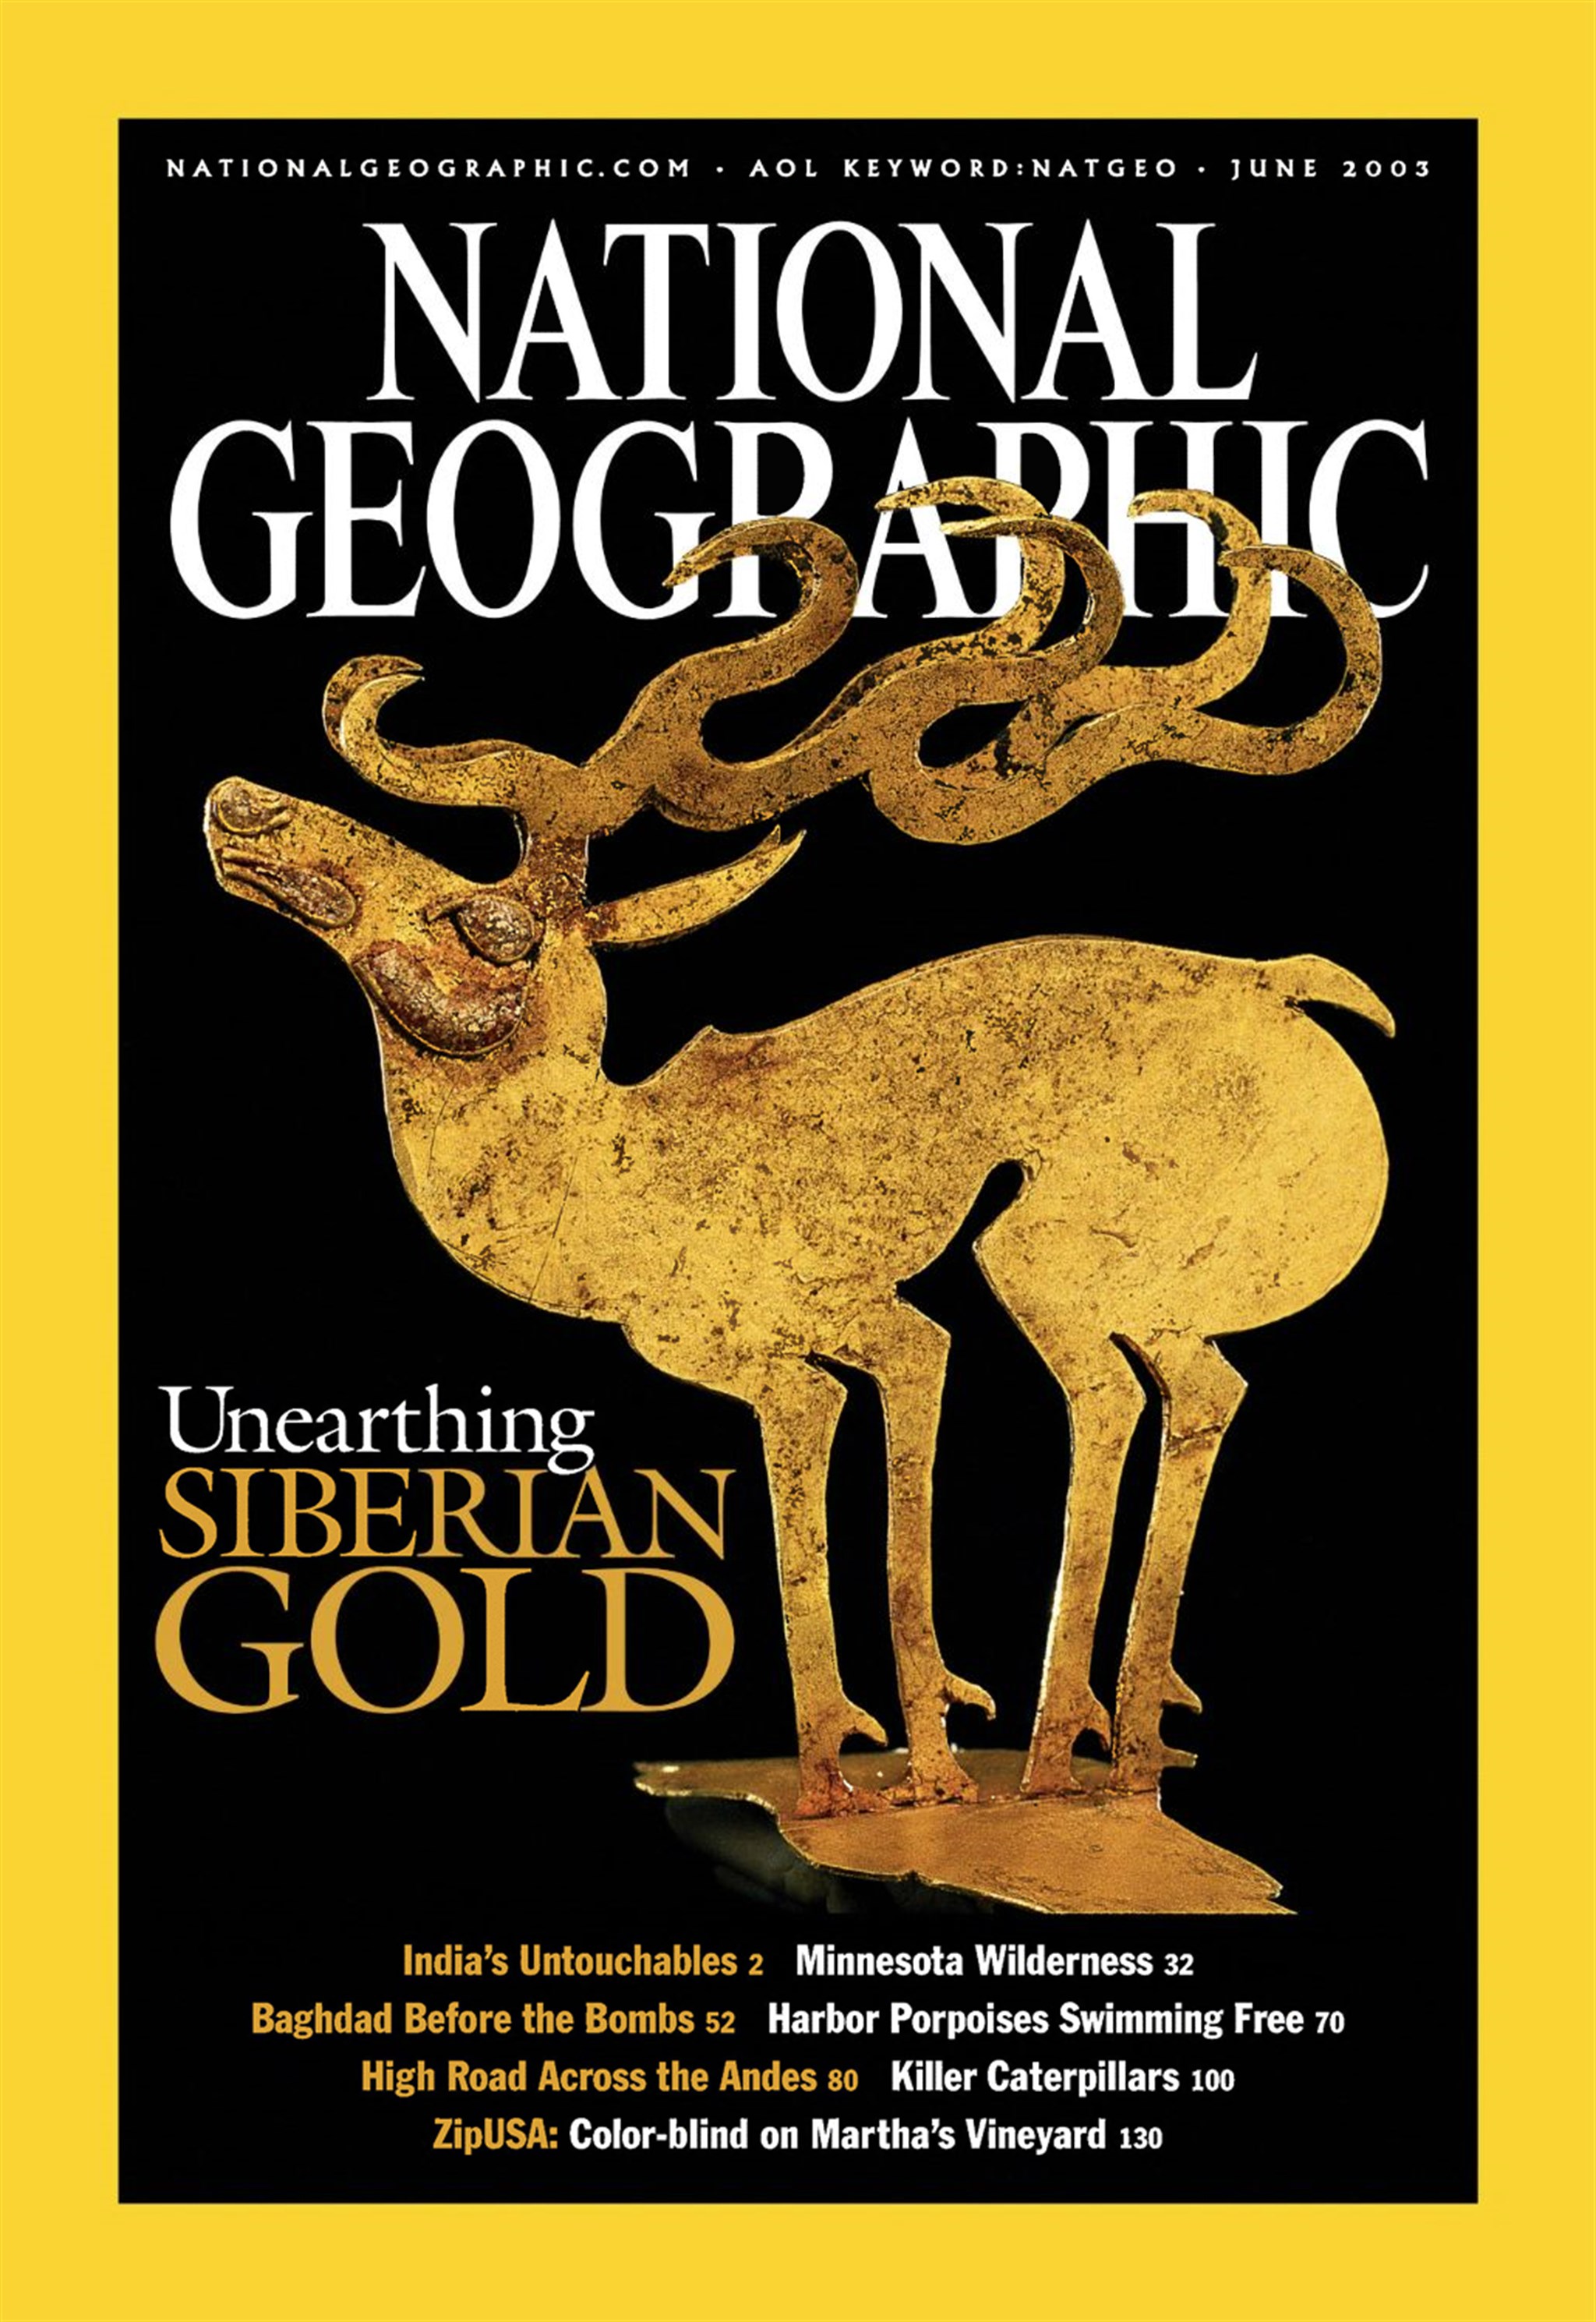 NATIONALGEOGRAPHIC.COM • AOL KEYWORD:NATGEO • JUNE 2003
NATIONAL
GEOGRAPHIC
Unearthing
SIBERIAN
GOLD
India’s Untouchables 2 Minnesota Wilderness 32
Baghdad Before the Bombs 52 Harbor Porpoises Swimming Free 70
High Road Across the Andes 80 Killer Caterpillars 100
ZipUSA: Color-blind on Martha’s Vineyard 130